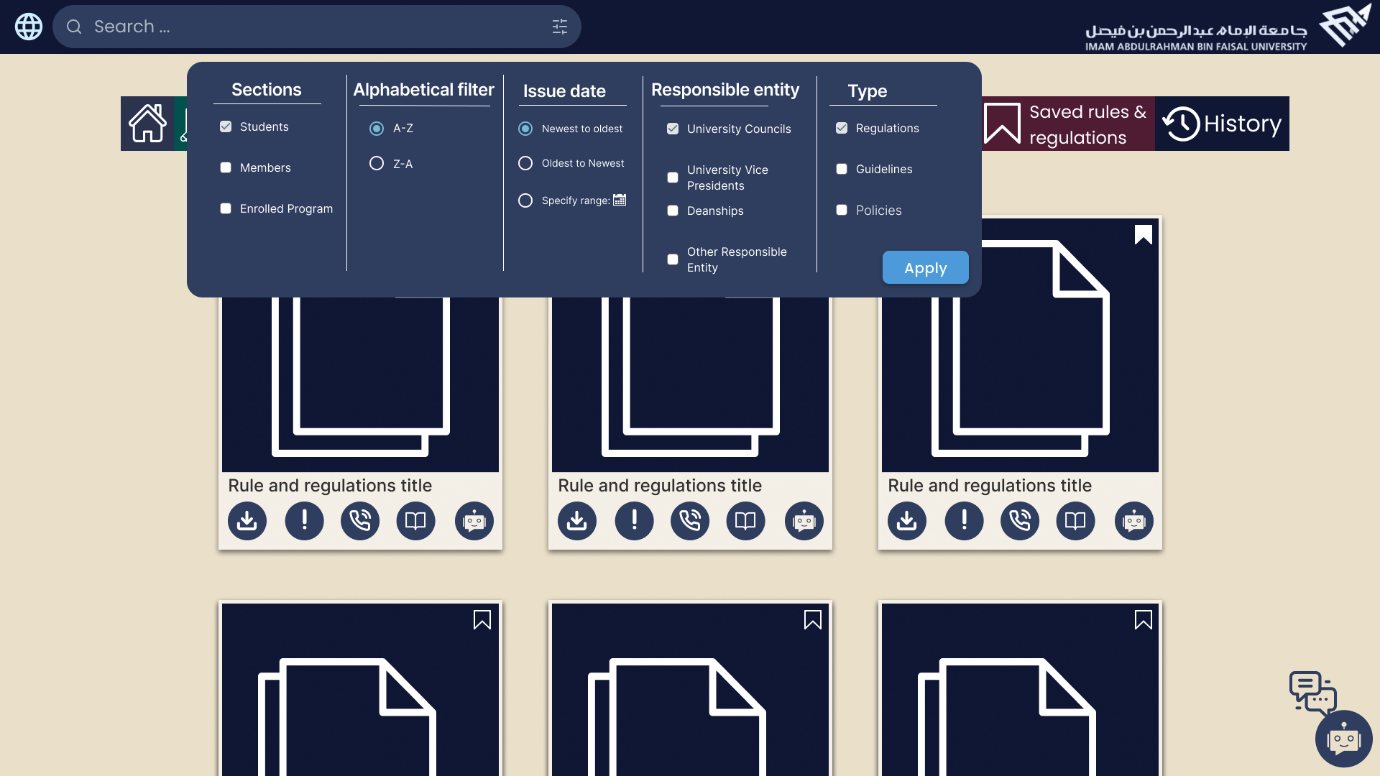 Search ...
جامعة الإمام عبدالرحمن بن فيصل
IMAM ABDULRAHMAN BIN FAISAL UNIVERSITY
Sections
Students
Members
Enrolled Program
Alphabetical filter
A-Z
Z-A
Issue date
Newest to oldest
Oldest to Newest
Specify range:
Responsible entity
University Councils
University Vice
Presidents
Deanships
Other Responsible
Entity
Type
Regulations
Guidelines
Policies
Apply
Saved rules &
regulations
History
Rule and regulations title
Rule and regulations title
Rule and regulations title